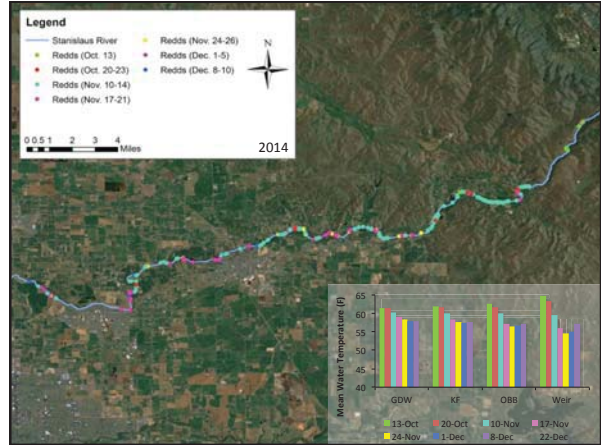 Legend
Stanislaus River
Redds (Oct. 13)
Redds (Oct. 20-23)
Redds (Nov. 10-14)
Redds (Nov. 17-21)
Redds (Nov. 24-26)
Redds (Dec. 1-5)
Redds (Dec. 8-10)
N
0 0.5 1 2 3 4
Miles
2014
Mean Water Temperature (F)
65
60
55
50
45
40
GDW KF OBB Weir
13-Oct 20-Oct 10-Nov 17-Nov
24-Nov 1-Dec 8-Dec 22-Dec